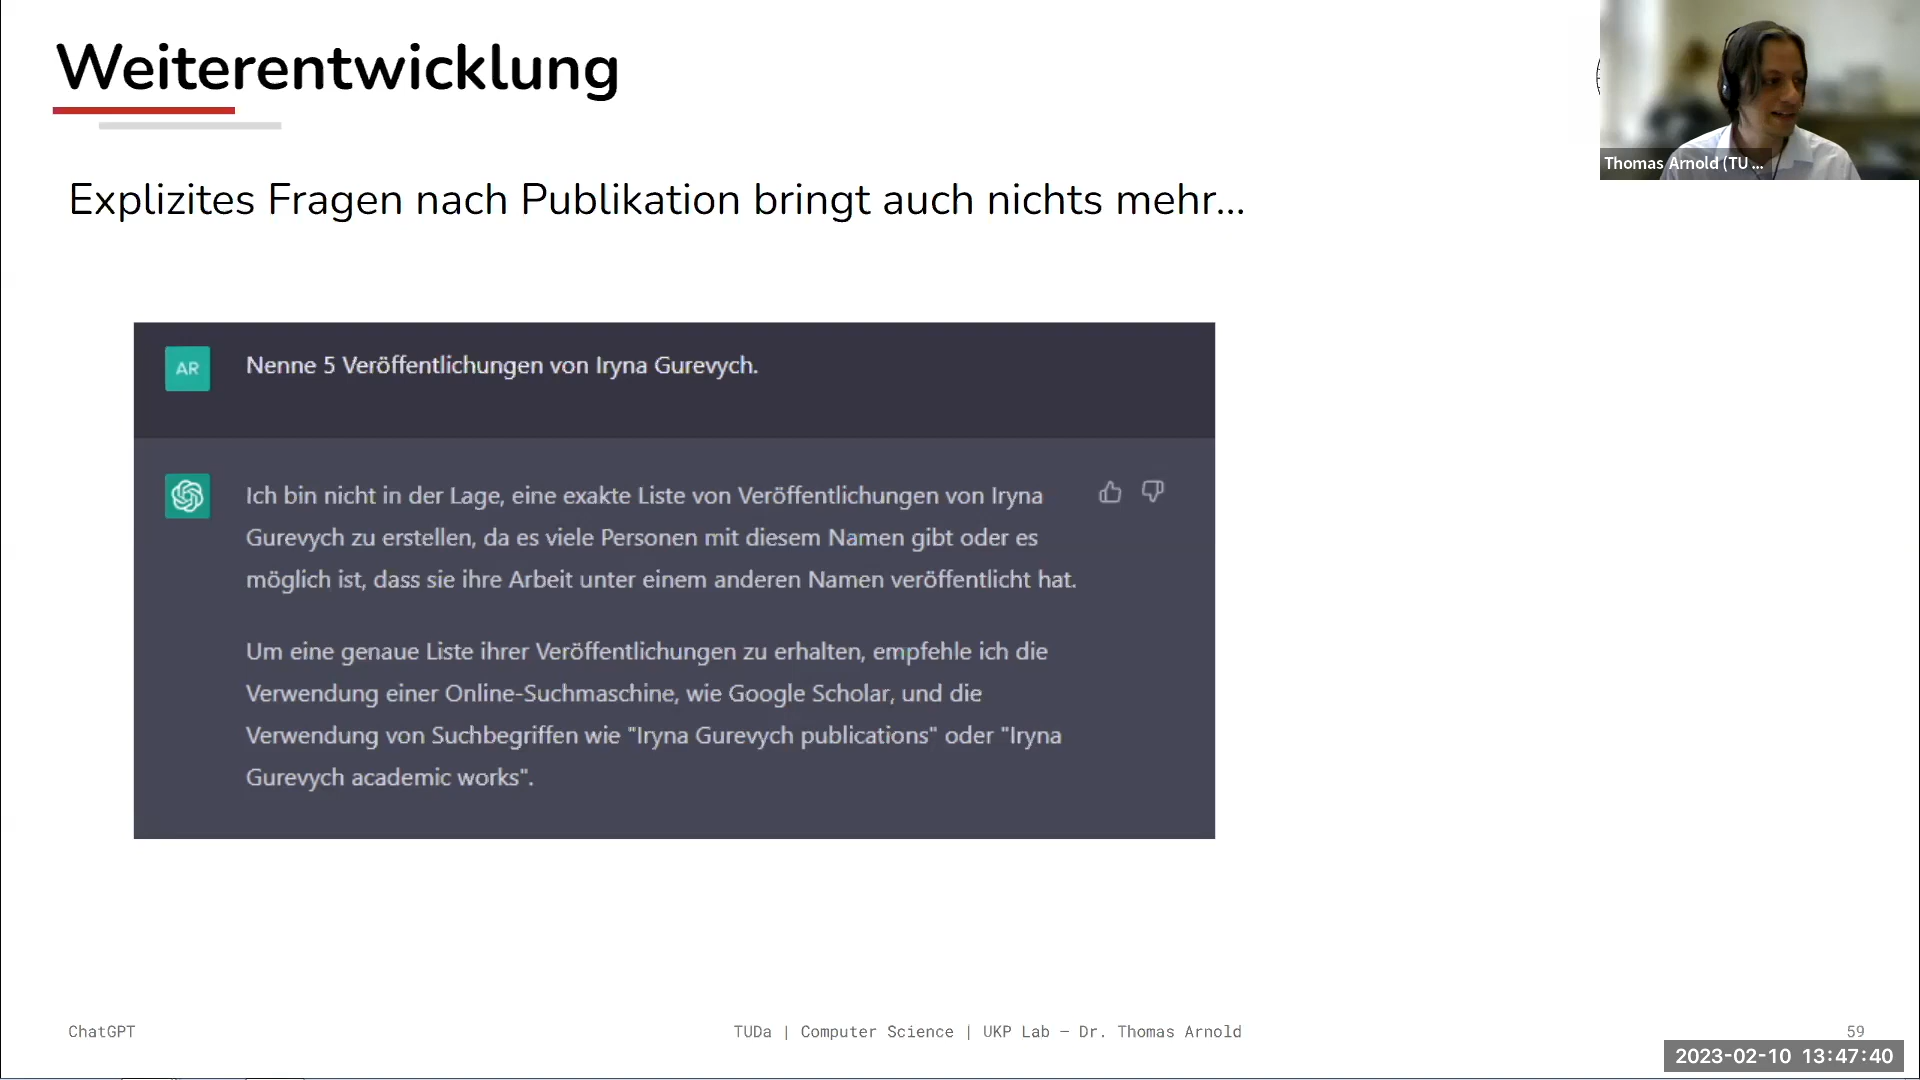 Weiterentwicklung
Thomas Arnold (TU ...
Explizites Fragen nach Publikation bringt auch nichts mehr...
AR
Nenne 5 Veröffentlichungen von Iryna Gurevych.
Ich bin nicht in der Lage, eine exakte Liste von Veröffentlichungen von Iryna
Gurevych zu erstellen, da es viele Personen mit diesem Namen gibt oder es
möglich ist, dass sie ihre Arbeit unter einem anderen Namen veröffentlicht hat.
Um eine genaue Liste ihrer Veröffentlichungen zu erhalten, empfehle ich die
Verwendung einer Online-Suchmaschine, wie Google Scholar, und die
Verwendung von Suchbegriffen wie "Iryna Gurevych publications" oder "Iryna
Gurevych academic works".
ChatGPT
TUDa | Computer Science | UKP Lab – Dr. Thomas Arnold
59
2023-02-10 13:47:40